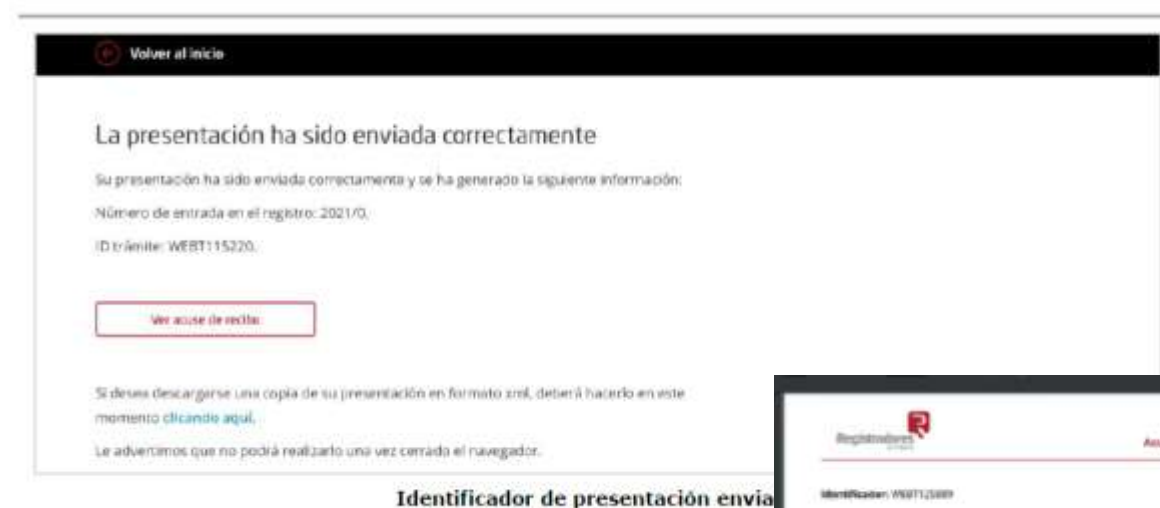 Volver al inicio
La presentación ha sido enviada correctamente
Su presentación ha sido enviada correctamente y se ha generado la siguiente información:
Número de entrada en el registro: 2021/0.
ID trámite: WEBT115220.
Ver acuse de recibo
Si desea descargarse una copia de su presentación en formato xml, deberá hacerlo en este
momento clicando aquí.
Le advertimos que no podrá realizarlo una vez cerrado el navegador.
Identificador de presentación envia
Registradores
Identificador: WEBT125889